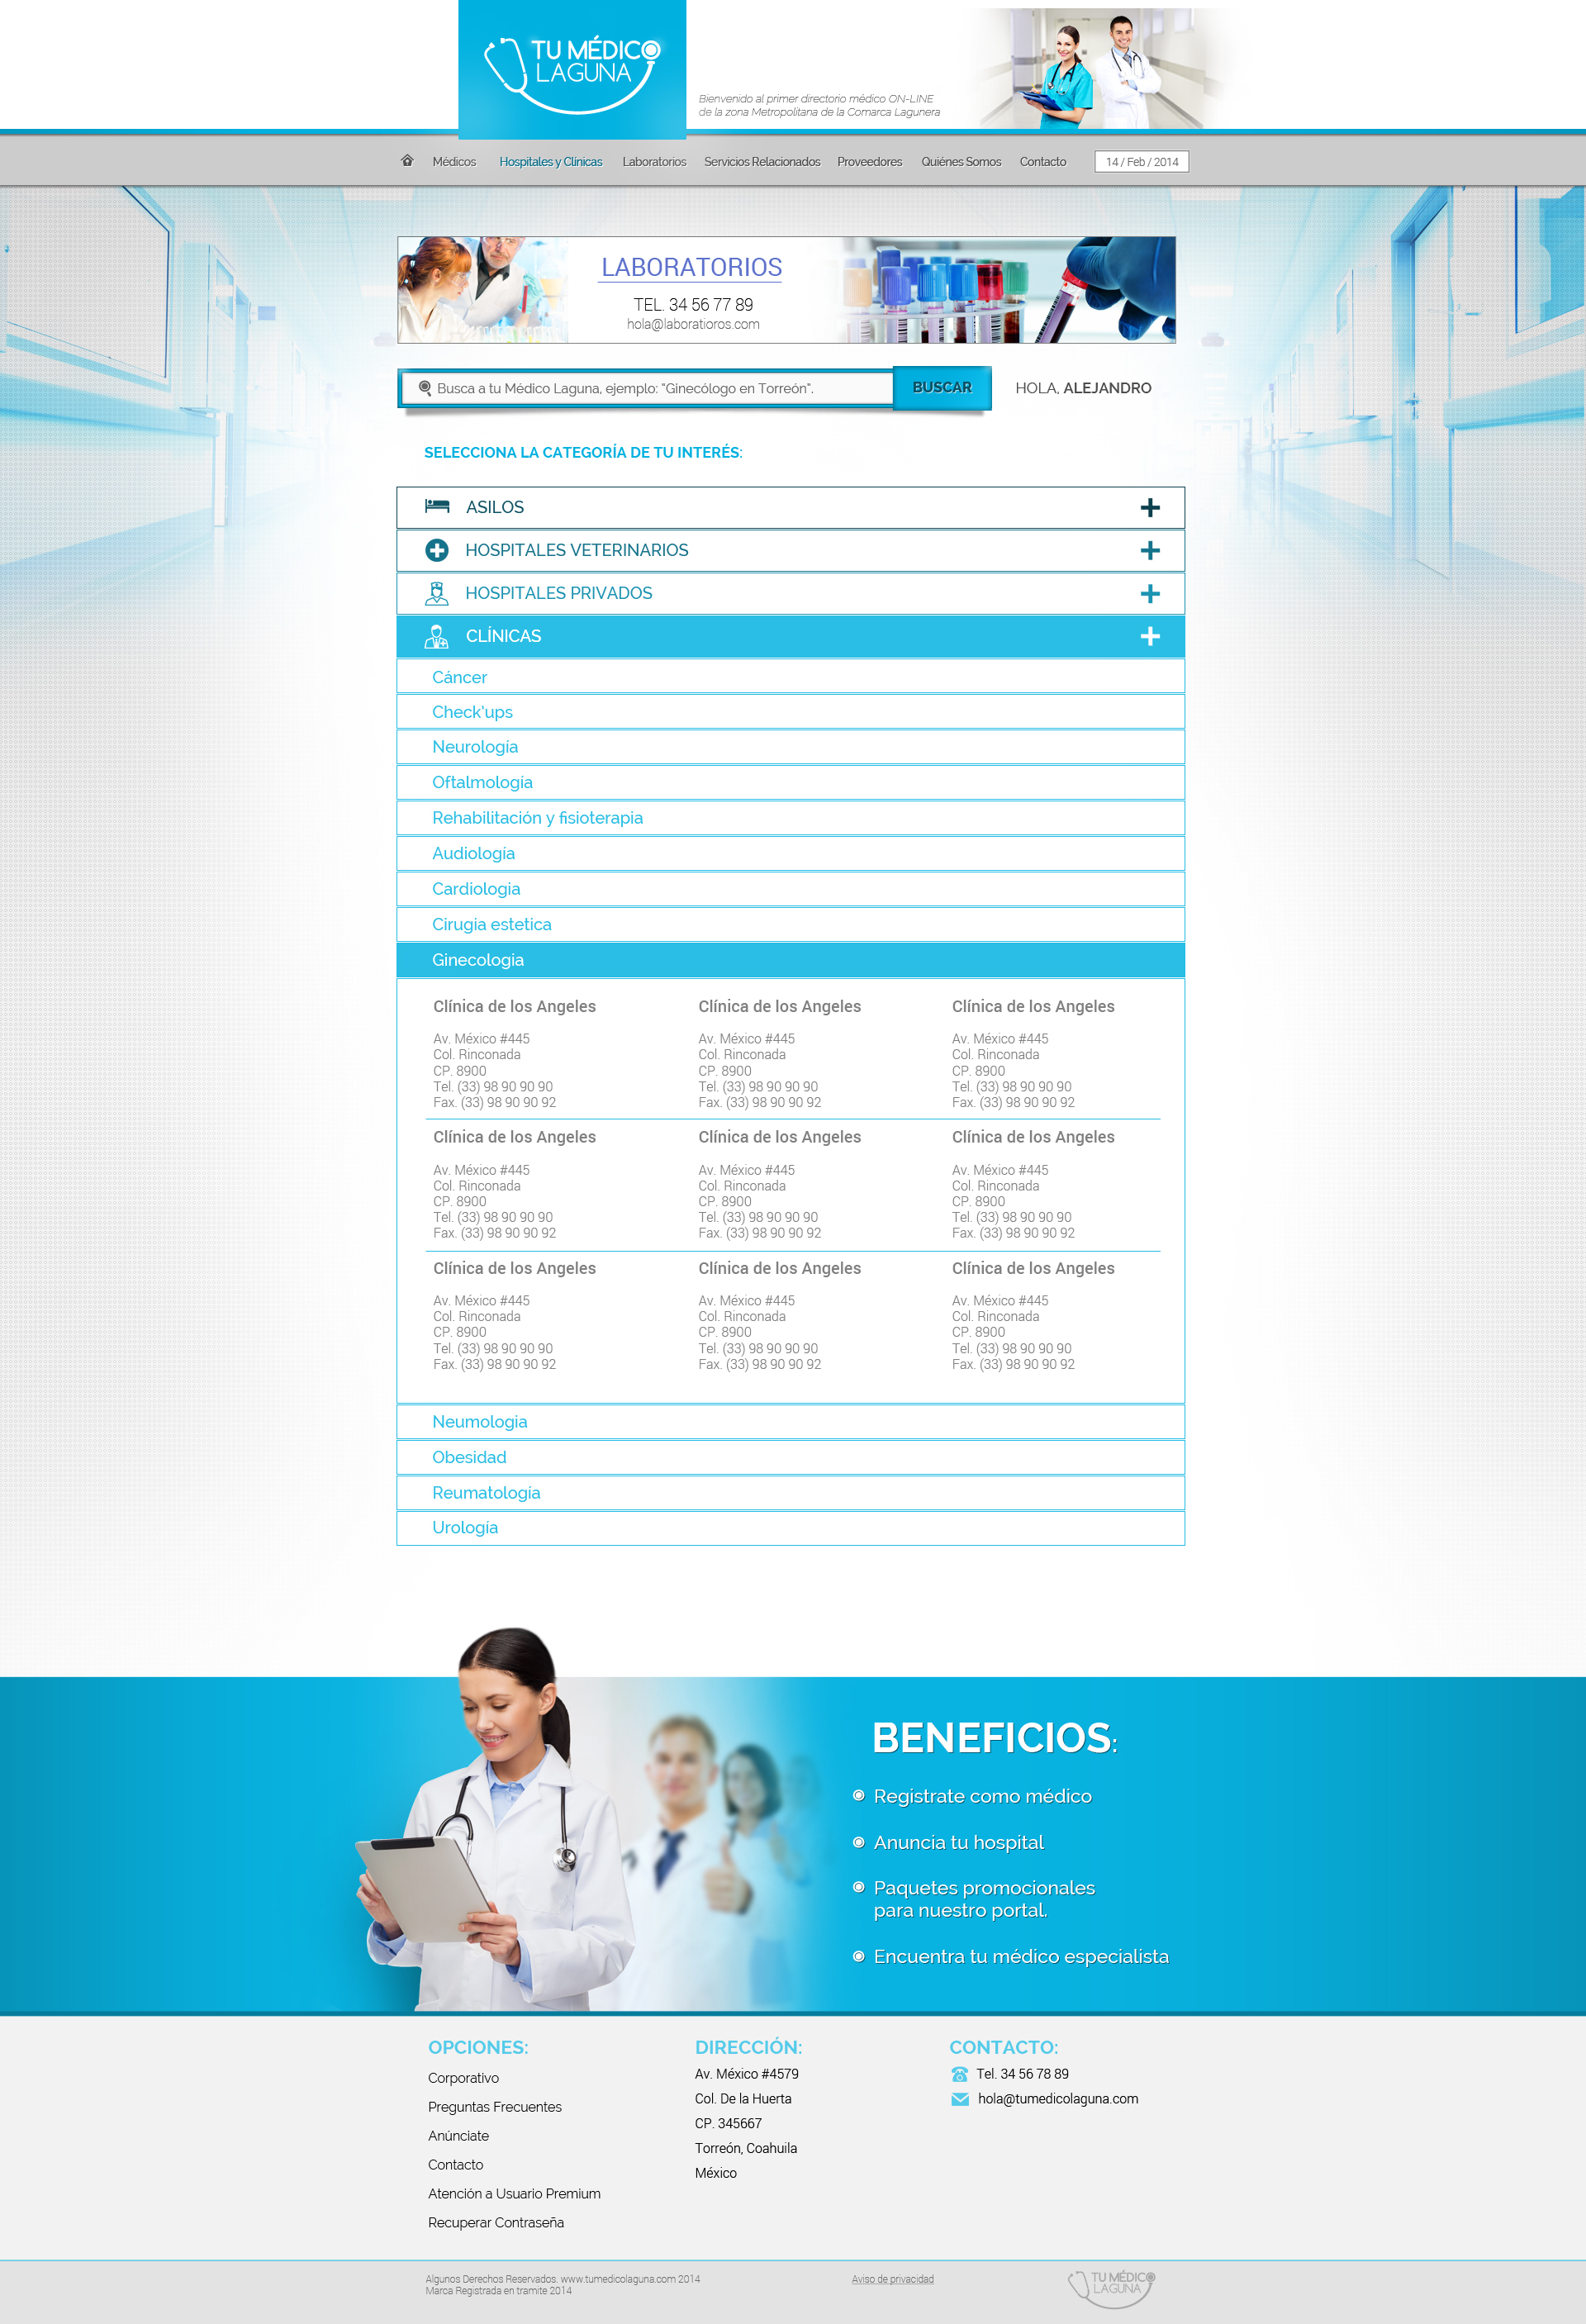 TU MÉDICO
LAGUNA
Bienvenido al primer directorio médico ON-LINE
de la zona Metropolitana de la Comarca Lagunera
Médicos Hospitales y Clínicas Laboratorios Servicios Relacionados Proveedores Quiénes Somos Contacto 14 / Feb / 2014
LABORATORIOS
TEL. 34 56 77 89
hola@laboratioros.com
Busca a tu Médico Laguna, ejemplo: "Ginecólogo en Torreón". BUSCAR HOLA, ALEJANDRO
SELECCIONA LA CATEGORÍA DE TU INTERÉS:
ASILOS
HOSPITALES VETERINARIOS
HOSPITALES PRIVADOS
CLÍNICAS
Cáncer
Check'ups
Neurología
Oftalmología
Rehabilitación y fisioterapia
Audiología
Cardiologia
Cirugia estetica
Ginecologia
Clínica de los Angeles Clínica de los Angeles Clínica de los Angeles
Av. México #445 Av. México #445 Av. México #445
Col. Rinconada Col. Rinconada Col. Rinconada
CP. 8900 CP. 8900 CP. 8900
Tel. (33) 98 90 90 90 Tel. (33) 98 90 90 90 Tel. (33) 98 90 90 90
Fax. (33) 98 90 90 92 Fax. (33) 98 90 90 92 Fax. (33) 98 90 90 92
Clínica de los Angeles Clínica de los Angeles Clínica de los Angeles
Av. México #445 Av. México #445 Av. México #445
Col. Rinconada Col. Rinconada Col. Rinconada
CP. 8900 CP. 8900 CP. 8900
Tel. (33) 98 90 90 90 Tel. (33) 98 90 90 90 Tel. (33) 98 90 90 90
Fax. (33) 98 90 90 92 Fax. (33) 98 90 90 92 Fax. (33) 98 90 90 92
Clínica de los Angeles Clínica de los Angeles Clínica de los Angeles
Av. México #445 Av. México #445 Av. México #445
Col. Rinconada Col. Rinconada Col. Rinconada
CP. 8900 CP. 8900 CP. 8900
Tel. (33) 98 90 90 90 Tel. (33) 98 90 90 90 Tel. (33) 98 90 90 90
Fax. (33) 98 90 90 92 Fax. (33) 98 90 90 92 Fax. (33) 98 90 90 92
Neumologia
Obesidad
Reumatología
Urología
BENEFICIOS:
Registrate como médico
Anuncia tu hospital
Paquetes promocionales
para nuestro portal.
Encuentra tu médico especialista
OPCIONES:
Corporativo
Preguntas Frecuentes
Anúnciate
Contacto
Atención a Usuario Premium
Recuperar Contraseña
DIRECCIÓN:
Av. México #4579
Col. De la Huerta
CP. 345667
Torreón, Coahuila
México
CONTACTO:
Tel. 34 56 78 89
hola@tumedicolaguna.com
Algunos Derechos Reservados. www.tumedicolaguna.com 2014
Marca Registrada en tramite 2014
Aviso de privacidad
TU MÉDICO
LAGUNA